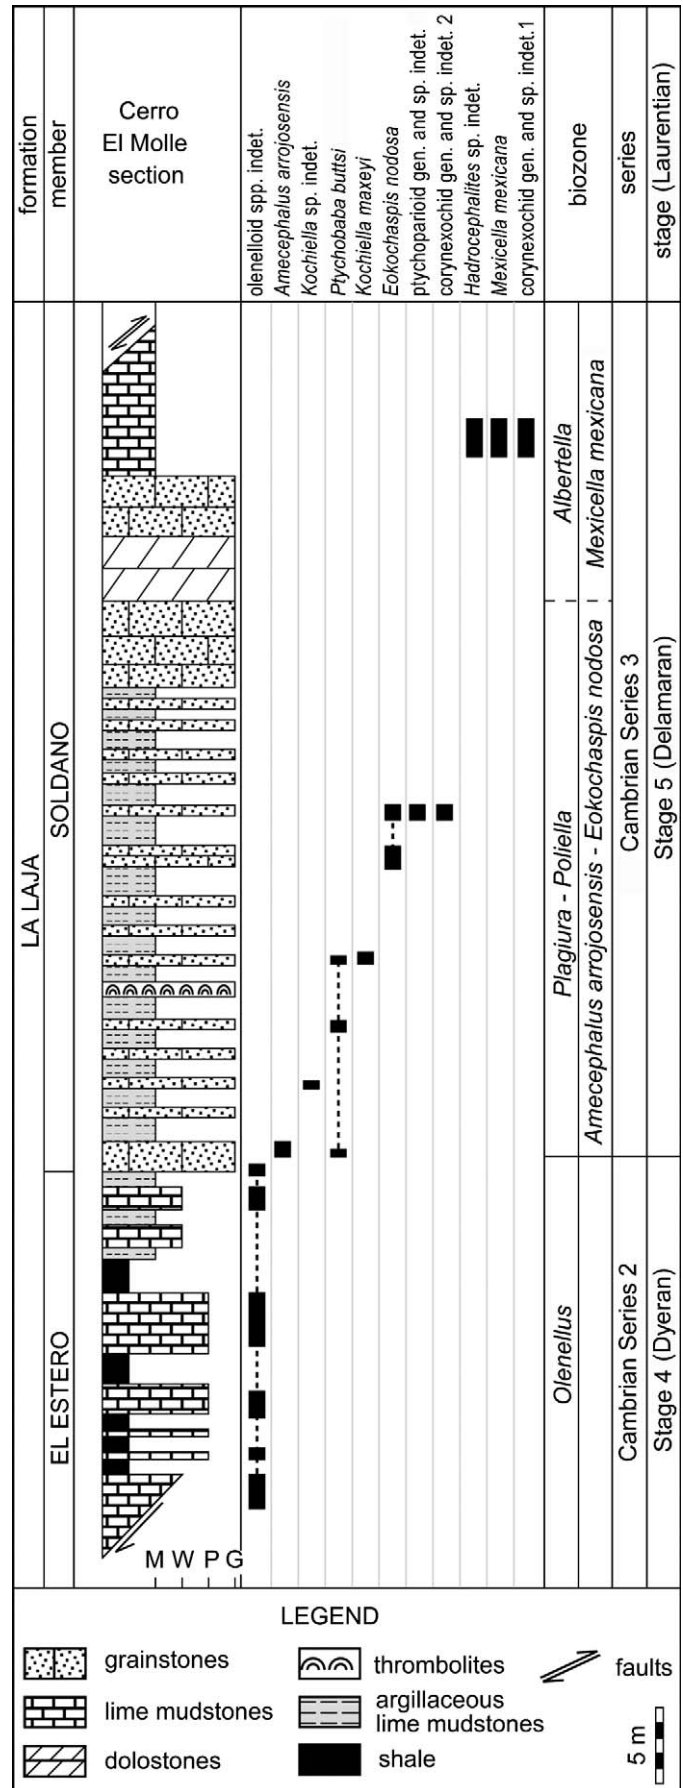 formation
member
Cerro
El Molle
section
olenelloid spp. indet.
Amecephalus arrojosensis
Kochiella sp. indet.
Ptychobaba buttsi
Kochiella maxeyi
Eokochaspis nodosa
ptychoparioid gen. and sp. indet.
corynexochid gen. and sp. indet. 2
Hadrocephalites sp. indet.
Mexicella mexicana
corynexochid gen. and sp. indet.1
biozone
series
stage (Laurentian)
LA LAJA
SOLDANO
EL ESTERO
Albertella
Mexicella mexicana
Plagiura - Poliella
Amecephalus arrojosensis - Eokochaspis nodosa
Olenellus
Cambrian Series 3
Cambrian Series 2
Stage 5 (Delamaran)
Stage 4 (Dyeran)
M W P G
LEGEND
grainstones
thrombolites
faults
lime mudstones
argillaceous
lime mudstones
dolostones
shale
5 m